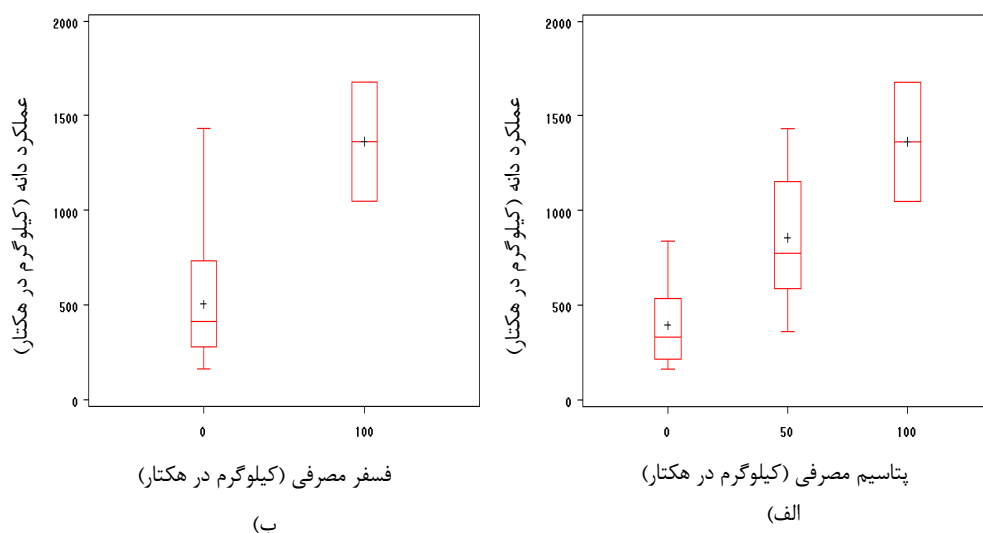 عملکرد دانه (کیلوگرم در هکتار)
2000
1500
1000
500
0
0 50 100
پتاسیم مصرفی (کیلوگرم در هکتار)
الف)
عملکرد دانه (کیلوگرم در هکتار)
2000
1500
1000
500
0
0 100
فسفر مصرفی (کیلوگرم در هکتار)
ب)